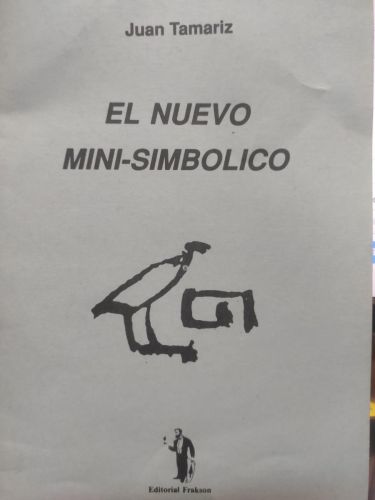 Juan Tamariz
EL NUEVO
MINI-SIMBOLICO
Editorial Frakson